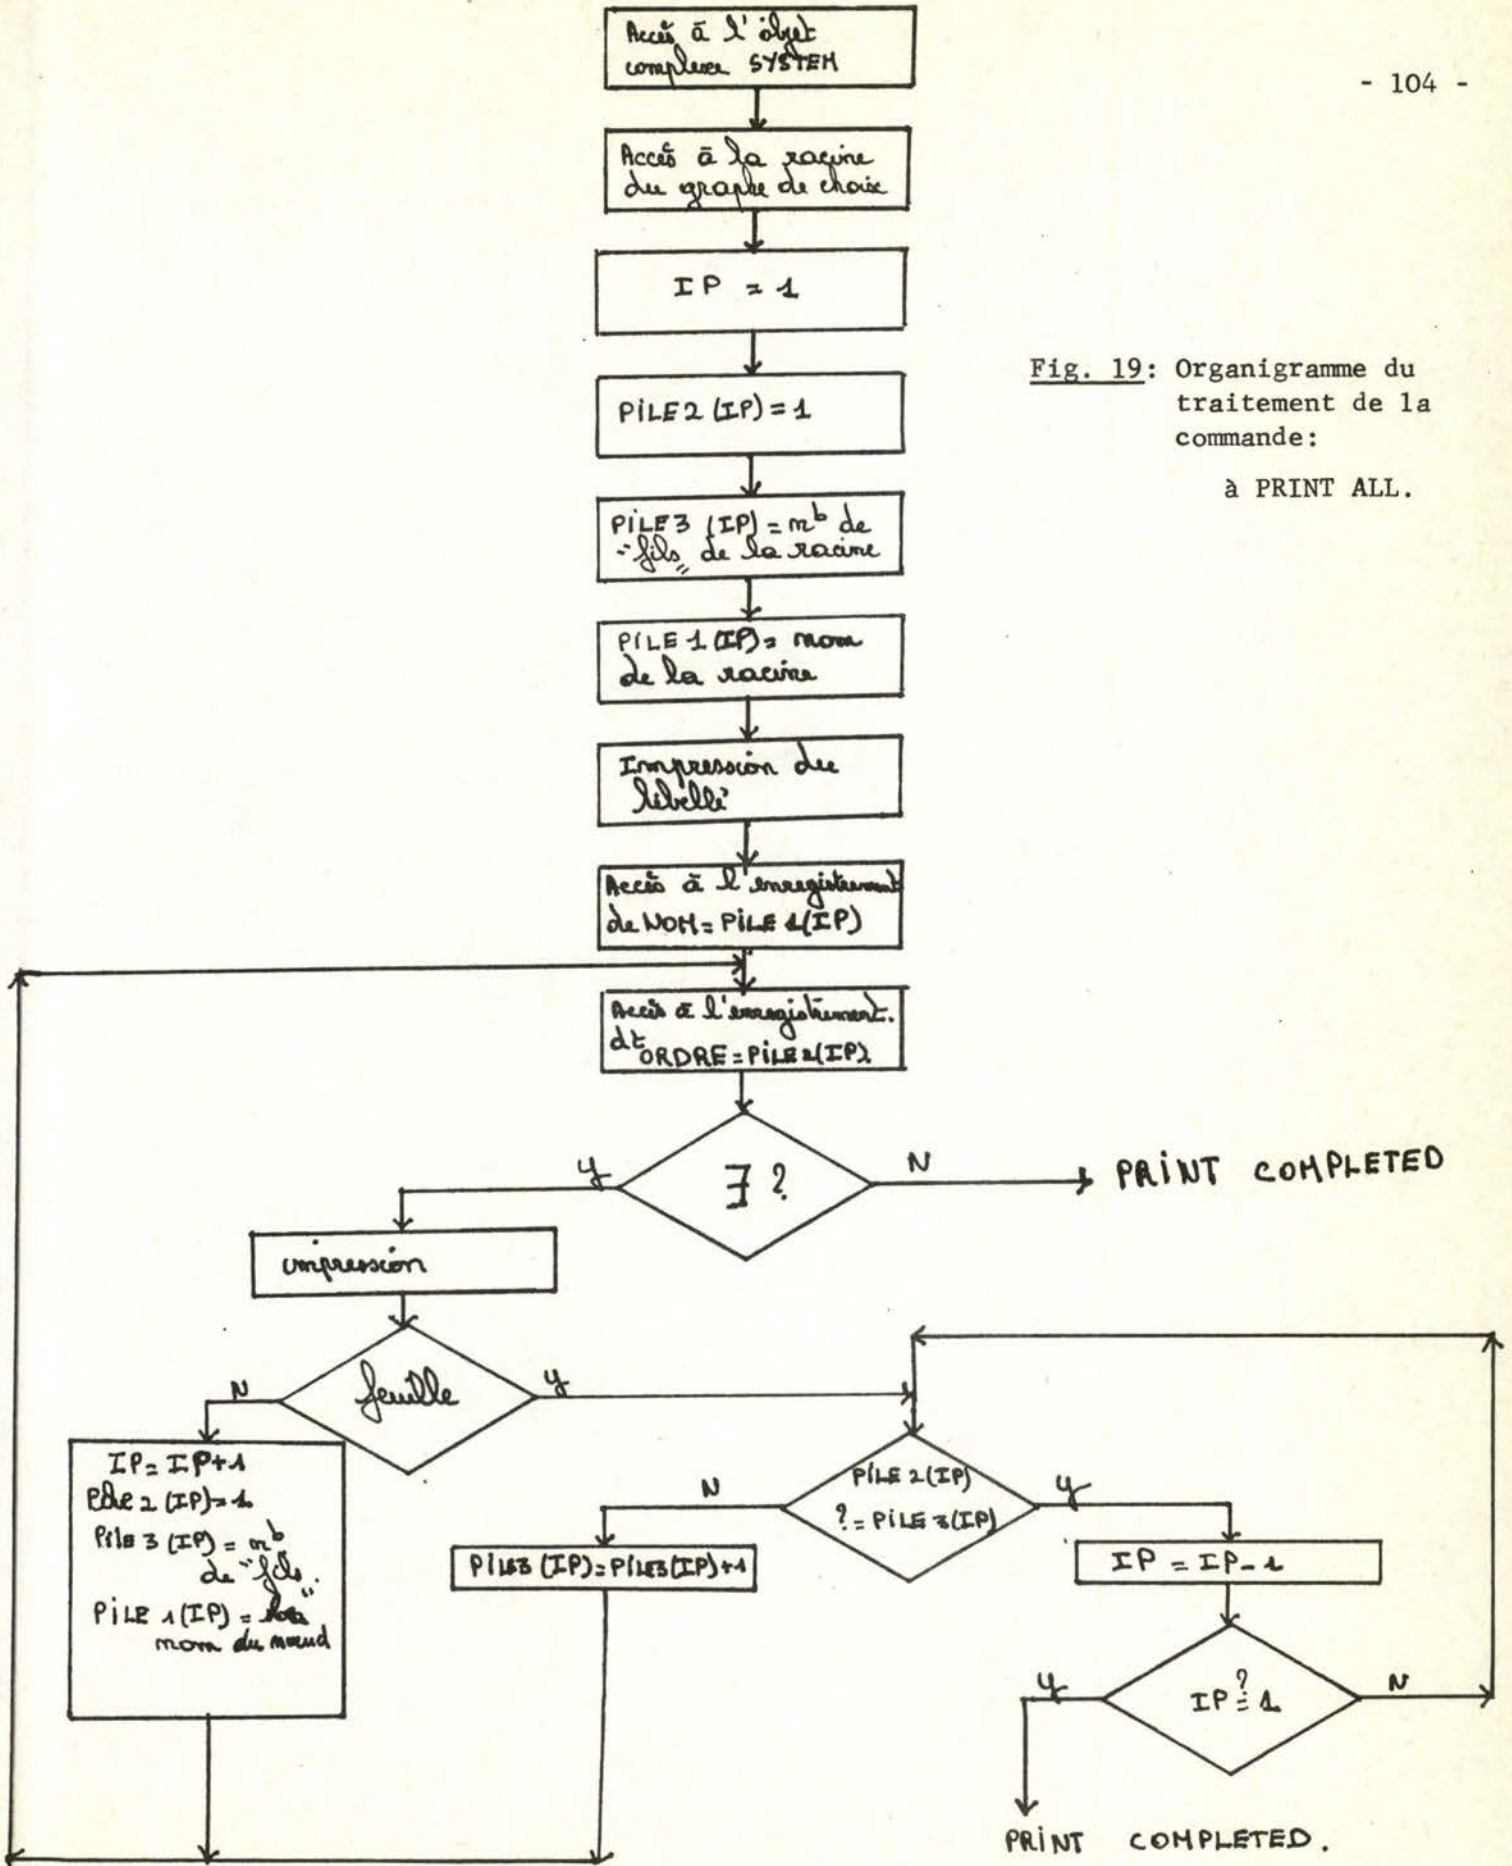 Accès à l'objet
complexe SYSTEM
- 104 -
Accès à la racine
du graphe de choix
IP = 1
Fig. 19: Organigramme du
traitement de la
commande:
à PRINT ALL.
PILE 2 (IP) = 1
PILE 3 (IP) = nb de
"fils" de la racine
PILE 1 (IP) = nom
de la racine
Impression du
libellé
Accès à l'enregistrement
de NOM = PILE 1(IP)
Accès à l'enregistrement.
dt ORDRE = PILE 2(IP)
∃ ?
y
N
PRINT COMPLETED
impression
feuille
N
y
IP = IP+1
Pile 2 (IP) = 1.
Pile 3 (IP) = nb
de "fils".
PILE 1(IP) =
nom du nœud
PILE 2(IP)
? = PILE 3(IP)
N
y
PILE3 (IP) = PILE3(IP)+1
IP = IP-1
IP ?= 1
y
N
PRINT COMPLETED.